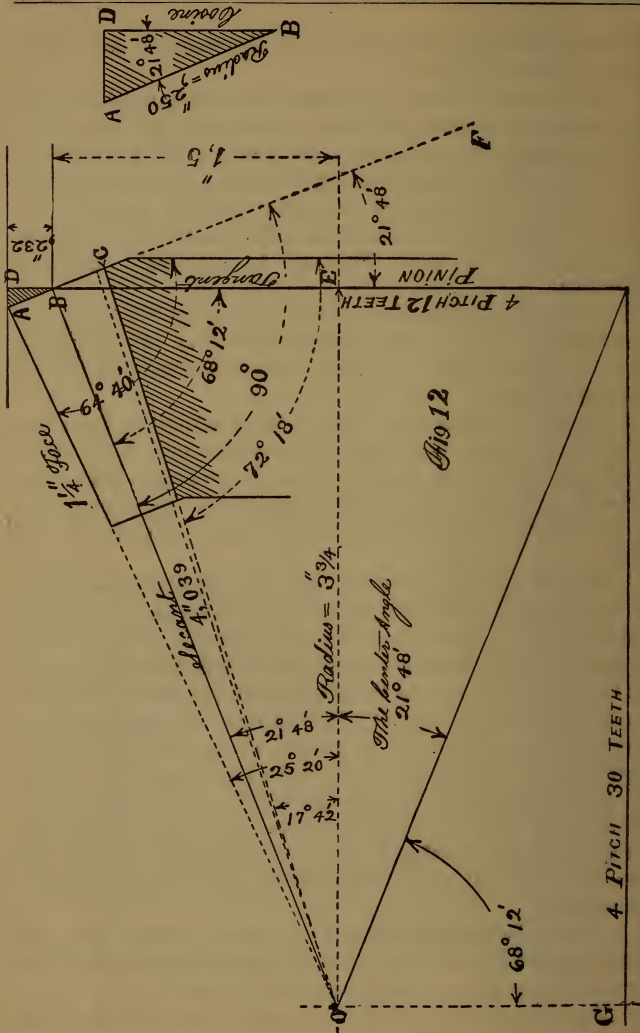 D
Cosine
21° 48'
Radius = ,"250
A
B
,"232
D
A
B
C
1,"5
F
21° 48'
Tangent
PINION
E
4 PITCH 12 TEETH
1¼" Face
64° 40'
68° 12'
90°
72° 18'
Fig 12
secant
4,"039
Radius = 3¾"
The Center Angle
21° 48'
21° 48'
25° 20'
17° 42'
O
68° 12'
G
4 PITCH 30 TEETH